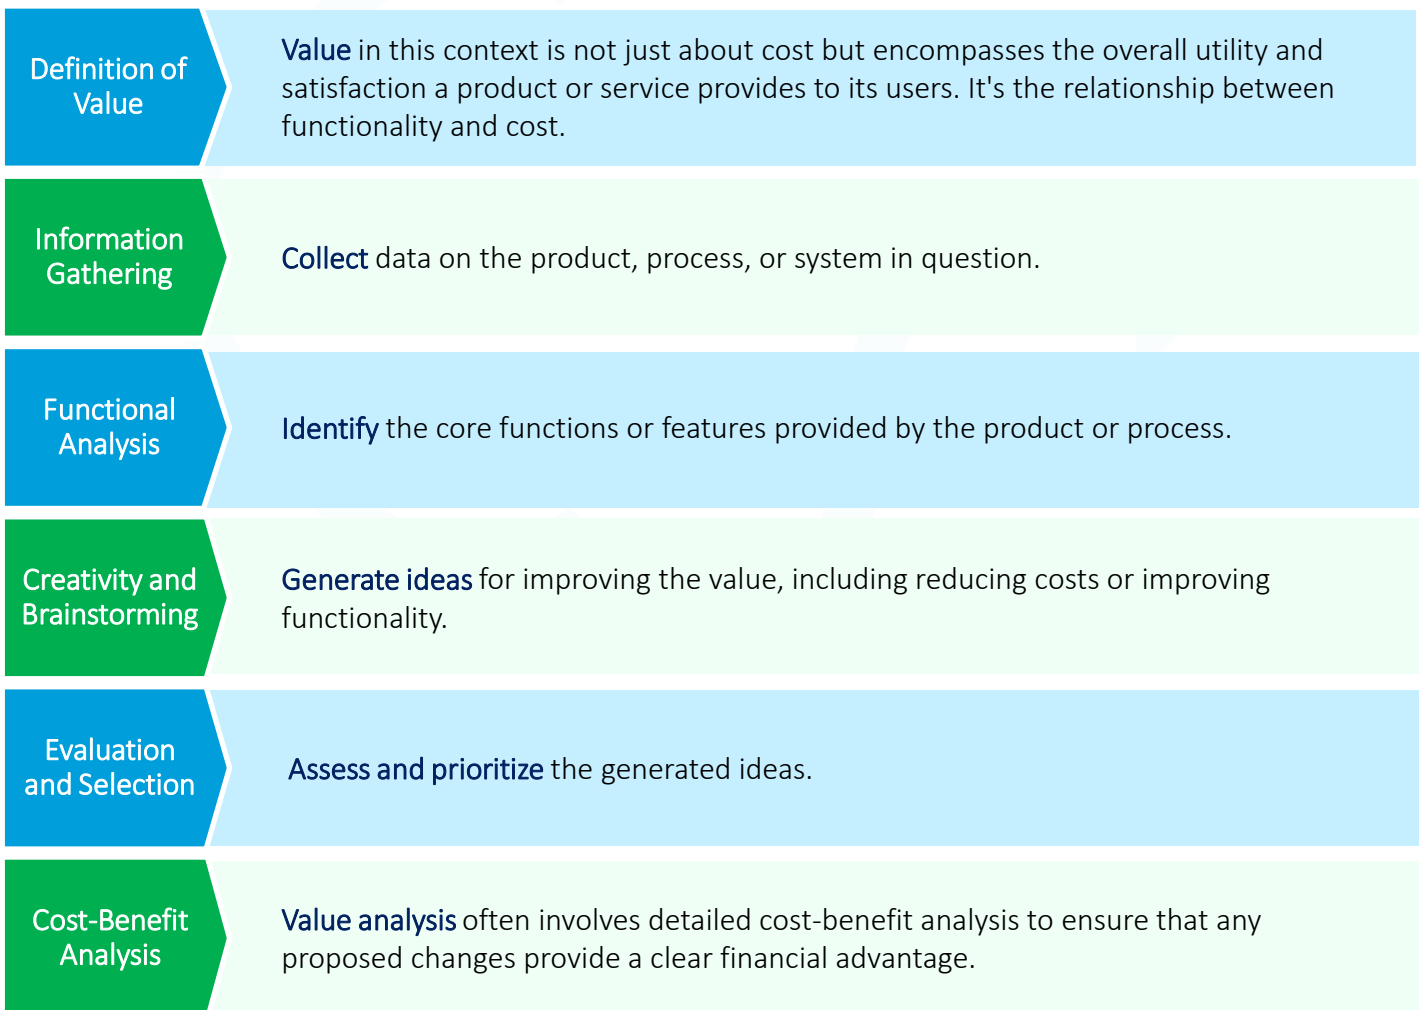 Definition of
Value
Value in this context is not just about cost but encompasses the overall utility and
satisfaction a product or service provides to its users. It's the relationship between
functionality and cost.
Information
Gathering
Collect data on the product, process, or system in question.
Functional
Analysis
Identify the core functions or features provided by the product or process.
Creativity and
Brainstorming
Generate ideas for improving the value, including reducing costs or improving
functionality.
Evaluation
and Selection
Assess and prioritize the generated ideas.
Cost-Benefit
Analysis
Value analysis often involves detailed cost-benefit analysis to ensure that any
proposed changes provide a clear financial advantage.